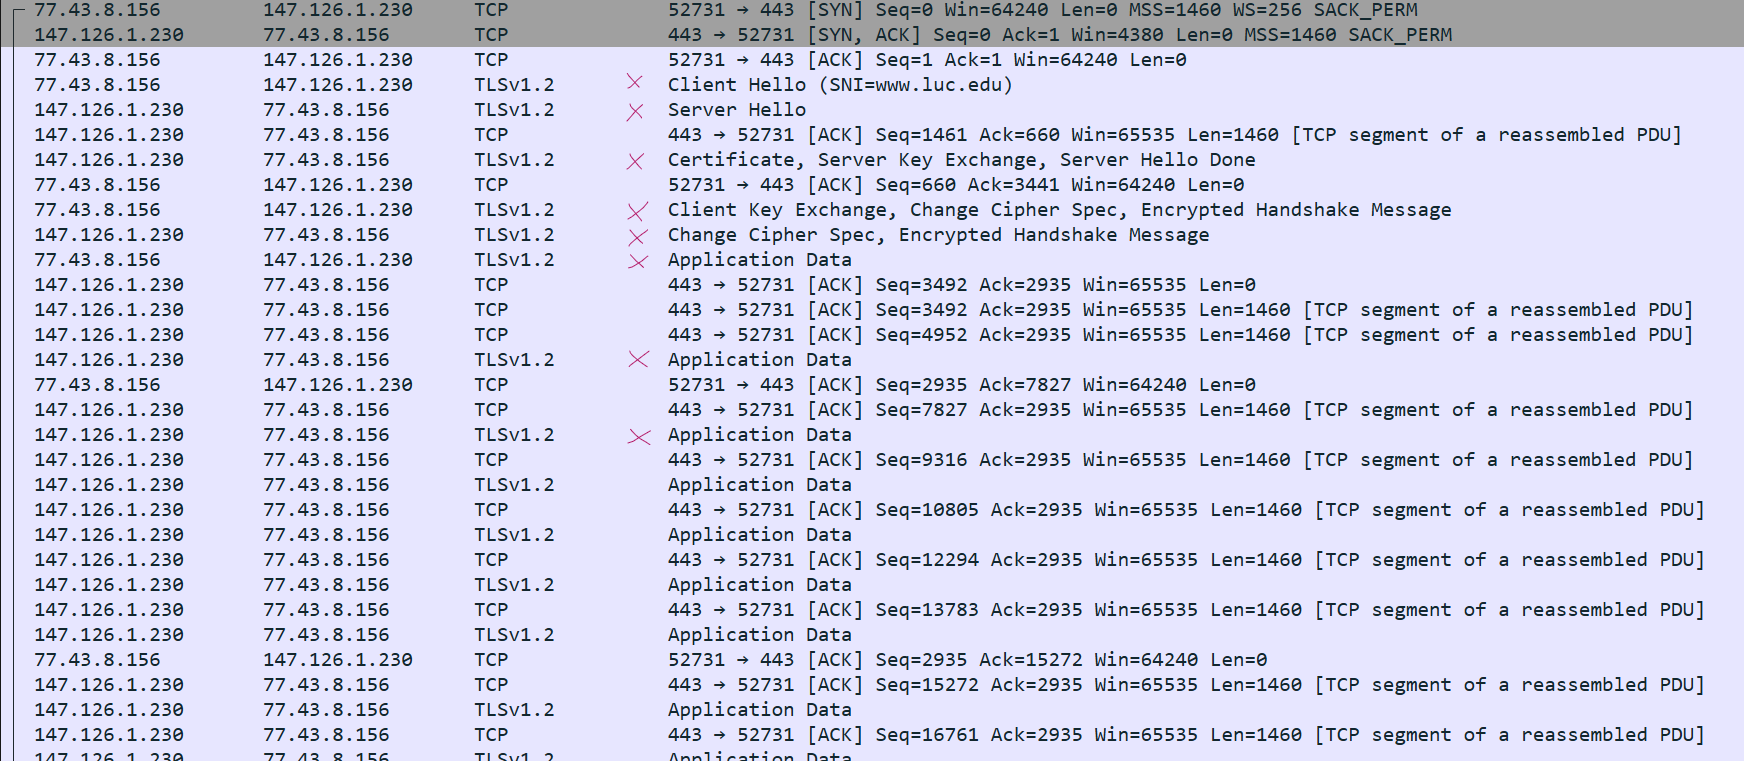 77.43.8.156 147.126.1.230 TCP 52731 → 443 [SYN] Seq=0 Win=64240 Len=0 MSS=1460 WS=256 SACK_PERM
147.126.1.230 77.43.8.156 TCP 443 → 52731 [SYN, ACK] Seq=0 Ack=1 Win=4380 Len=0 MSS=1460 SACK_PERM
77.43.8.156 147.126.1.230 TCP 52731 → 443 [ACK] Seq=1 Ack=1 Win=64240 Len=0
77.43.8.156 147.126.1.230 TLSv1.2 Client Hello (SNI=www.luc.edu)
147.126.1.230 77.43.8.156 TLSv1.2 Server Hello
147.126.1.230 77.43.8.156 TCP 443 → 52731 [ACK] Seq=1461 Ack=660 Win=65535 Len=1460 [TCP segment of a reassembled PDU]
147.126.1.230 77.43.8.156 TLSv1.2 Certificate, Server Key Exchange, Server Hello Done
77.43.8.156 147.126.1.230 TCP 52731 → 443 [ACK] Seq=660 Ack=3441 Win=64240 Len=0
77.43.8.156 147.126.1.230 TLSv1.2 Client Key Exchange, Change Cipher Spec, Encrypted Handshake Message
147.126.1.230 77.43.8.156 TLSv1.2 Change Cipher Spec, Encrypted Handshake Message
77.43.8.156 147.126.1.230 TLSv1.2 Application Data
147.126.1.230 77.43.8.156 TCP 443 → 52731 [ACK] Seq=3492 Ack=2935 Win=65535 Len=0
147.126.1.230 77.43.8.156 TCP 443 → 52731 [ACK] Seq=3492 Ack=2935 Win=65535 Len=1460 [TCP segment of a reassembled PDU]
147.126.1.230 77.43.8.156 TCP 443 → 52731 [ACK] Seq=4952 Ack=2935 Win=65535 Len=1460 [TCP segment of a reassembled PDU]
147.126.1.230 77.43.8.156 TLSv1.2 Application Data
77.43.8.156 147.126.1.230 TCP 52731 → 443 [ACK] Seq=2935 Ack=7827 Win=64240 Len=0
147.126.1.230 77.43.8.156 TCP 443 → 52731 [ACK] Seq=7827 Ack=2935 Win=65535 Len=1460 [TCP segment of a reassembled PDU]
147.126.1.230 77.43.8.156 TLSv1.2 Application Data
147.126.1.230 77.43.8.156 TCP 443 → 52731 [ACK] Seq=9316 Ack=2935 Win=65535 Len=1460 [TCP segment of a reassembled PDU]
147.126.1.230 77.43.8.156 TLSv1.2 Application Data
147.126.1.230 77.43.8.156 TCP 443 → 52731 [ACK] Seq=10805 Ack=2935 Win=65535 Len=1460 [TCP segment of a reassembled PDU]
147.126.1.230 77.43.8.156 TLSv1.2 Application Data
147.126.1.230 77.43.8.156 TCP 443 → 52731 [ACK] Seq=12294 Ack=2935 Win=65535 Len=1460 [TCP segment of a reassembled PDU]
147.126.1.230 77.43.8.156 TLSv1.2 Application Data
147.126.1.230 77.43.8.156 TCP 443 → 52731 [ACK] Seq=13783 Ack=2935 Win=65535 Len=1460 [TCP segment of a reassembled PDU]
147.126.1.230 77.43.8.156 TLSv1.2 Application Data
77.43.8.156 147.126.1.230 TCP 52731 → 443 [ACK] Seq=2935 Ack=15272 Win=64240 Len=0
147.126.1.230 77.43.8.156 TCP 443 → 52731 [ACK] Seq=15272 Ack=2935 Win=65535 Len=1460 [TCP segment of a reassembled PDU]
147.126.1.230 77.43.8.156 TLSv1.2 Application Data
147.126.1.230 77.43.8.156 TCP 443 → 52731 [ACK] Seq=16761 Ack=2935 Win=65535 Len=1460 [TCP segment of a reassembled PDU]
147.126.1.230 77.43.8.156 TLSv1.2 Application Data